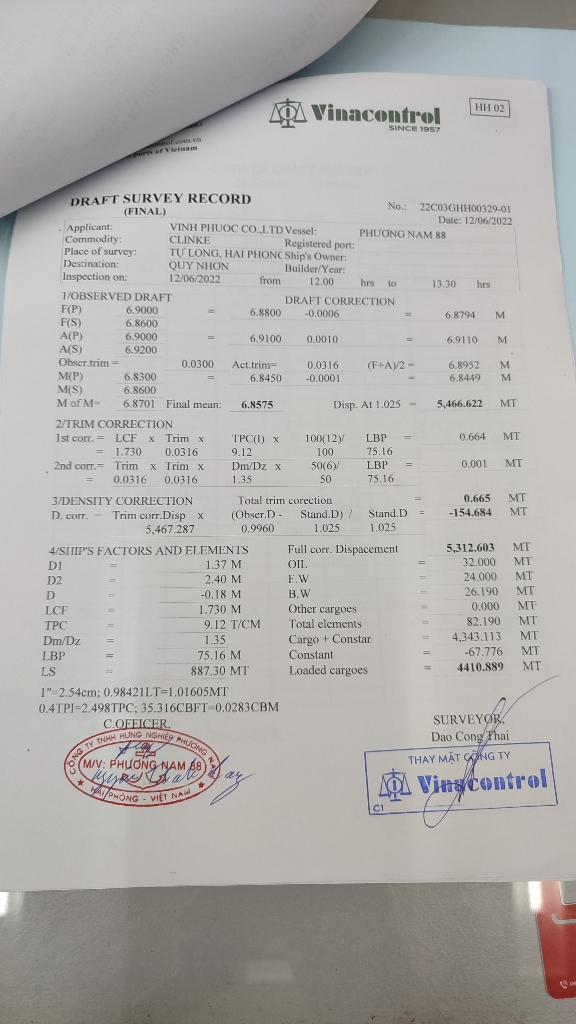 Vinacontrol
SINCE 1957
HH 02
ports of Vietnam
DRAFT SURVEY RECORD
(FINAL)
No.: 22C03GHH00329-01
Date: 12/06/2022
Applicant: VINH PHUOC CO.,LTD Vessel: PHƯƠNG NAM 88
Commodity: CLINKE Registered port:
Place of survey: TỰ LONG, HAI PHONG Ship's Owner:
Destination: QUY NHON Builder/Year:
Inspection on: 12/06/2022 from 12.00 hrs to 13.30 hrs
1/OBSERVED DRAFT DRAFT CORRECTION
F(P) 6.9000 = 6.8800 -0.0006 = 6.8794 M
F(S) 6.8600
A(P) 6.9000 = 6.9100 0.0010 = 6.9110 M
A(S) 6.9200
Obser.trim = 0.0300 Act.trim= 0.0316 (F+A)/2 = 6.8952 M
M(P) 6.8300 = 6.8450 -0.0001 = 6.8449 M
M(S) 6.8600
M of M= 6.8701 Final mean: 6.8575 Disp. At 1.025 = 5,466.622 MT
2/TRIM CORRECTION
1st corr. = LCF x Trim x TPC(1) x 100(12)/ LBP = 0.664 MT
= 1.730 0.0316 9.12 100 75.16
2nd corr.= Trim x Trim x Dm/Dz x 50(6)/ LBP = 0.001 MT
= 0.0316 0.0316 1.35 50 75.16
3/DENSITY CORRECTION Total trim corection = 0.665 MT
D. corr. = Trim corr.Disp x (Obser.D - Stand.D) / Stand.D = -154.684 MT
5,467.287 0.9960 1.025 1.025
4/SHIP'S FACTORS AND ELEMENTS Full corr. Dispacement 5,312.603 MT
D1 = 1.37 M OIL = 32.000 MT
D2 = 2.40 M F.W = 24.000 MT
D = -0.18 M B.W = 26.190 MT
LCF = 1.730 M Other cargoes = 0.000 MT
TPC = 9.12 T/CM Total elements = 82.190 MT
Dm/Dz = 1.35 Cargo + Constar = 4,343.113 MT
LBP = 75.16 M Constant = -67.776 MT
LS = 887.30 MT Loaded cargoes = 4410.889 MT
1"=2.54cm; 0.98421LT=1.01605MT
0.4TPI=2.498TPC; 35.316CBFT=0.0283CBM
C.OFFICER, SURVEYOR,
Dao Cong Thai
CÔNG TY TNHH HƯNG NGHIỆP PHƯƠNG NAM
M/V: PHƯƠNG NAM 88
HẢI PHÒNG - VIỆT NAM
THAY MẶT CÔNG TY
Vinacontrol
C1